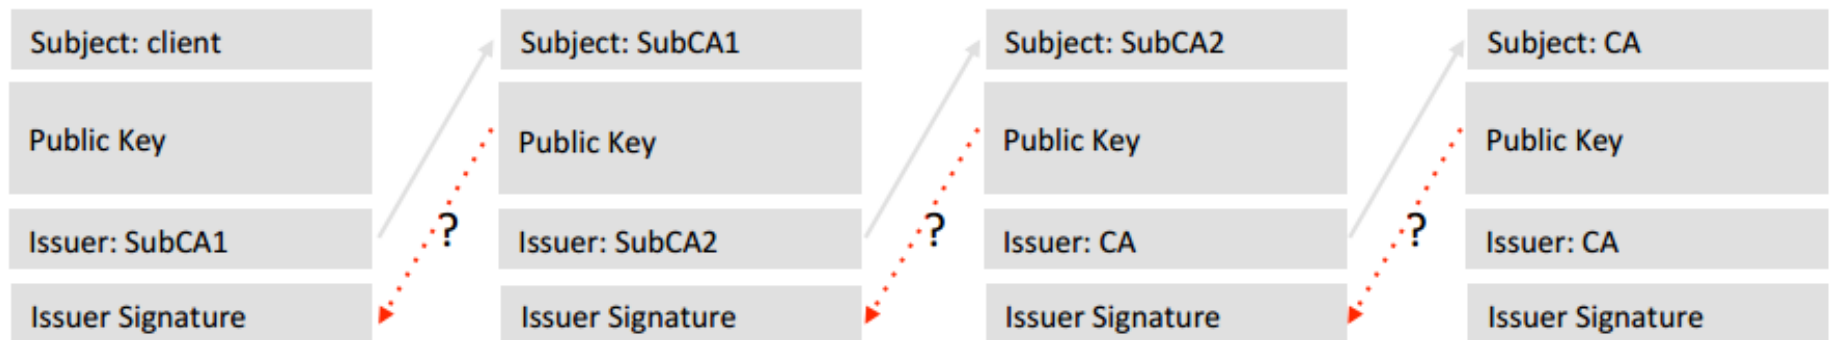 Subject: client
Public Key
Issuer: SubCA1
Issuer Signature
?
Subject: SubCA1
Public Key
Issuer: SubCA2
Issuer Signature
?
Subject: SubCA2
Public Key
Issuer: CA
Issuer Signature
?
Subject: CA
Public Key
Issuer: CA
Issuer Signature